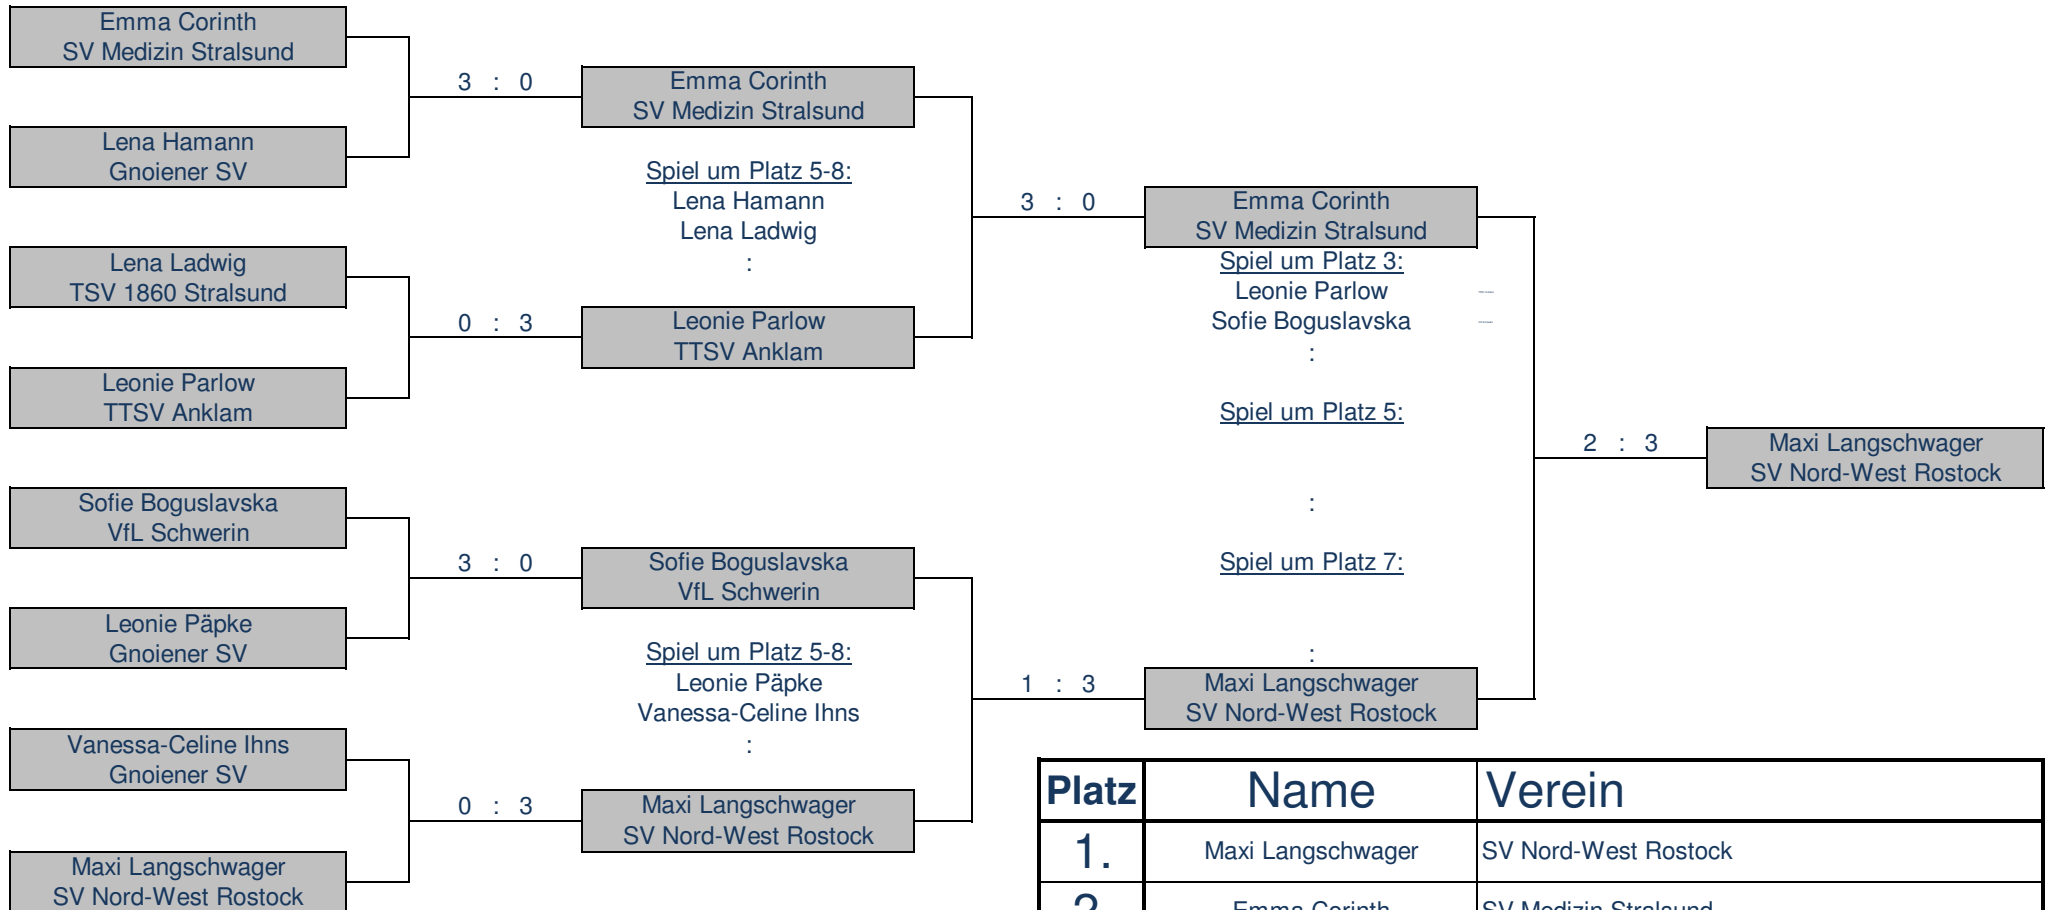 Emma Corinth
SV Medizin Stralsund
3 : 0
Lena Hamann
Gnoiener SV
Lena Ladwig
TSV 1860 Stralsund
0 : 3
Leonie Parlow
TTSV Anklam
Sofie Boguslavska
VfL Schwerin
3 : 0
Leonie Päpke
Gnoiener SV
Vanessa-Celine Ihns
Gnoiener SV
0 : 3
Maxi Langschwager
SV Nord-West Rostock
Emma Corinth
SV Medizin Stralsund
Spiel um Platz 5-8:
Lena Hamann
Lena Ladwig
:
3 : 0
Leonie Parlow
TTSV Anklam
Sofie Boguslavska
VfL Schwerin
Spiel um Platz 5-8:
Leonie Päpke
Vanessa-Celine Ihns
:
1 : 3
Maxi Langschwager
SV Nord-West Rostock
Emma Corinth
SV Medizin Stralsund
Spiel um Platz 3:
Leonie Parlow
Sofie Boguslavska
:
Spiel um Platz 5:
:
Spiel um Platz 7:
:
Maxi Langschwager
SV Nord-West Rostock
2 : 3
Maxi Langschwager
SV Nord-West Rostock
Platz Name Verein
1. Maxi Langschwager SV Nord-West Rostock
2. Emma Corinth SV Medizin Stralsund